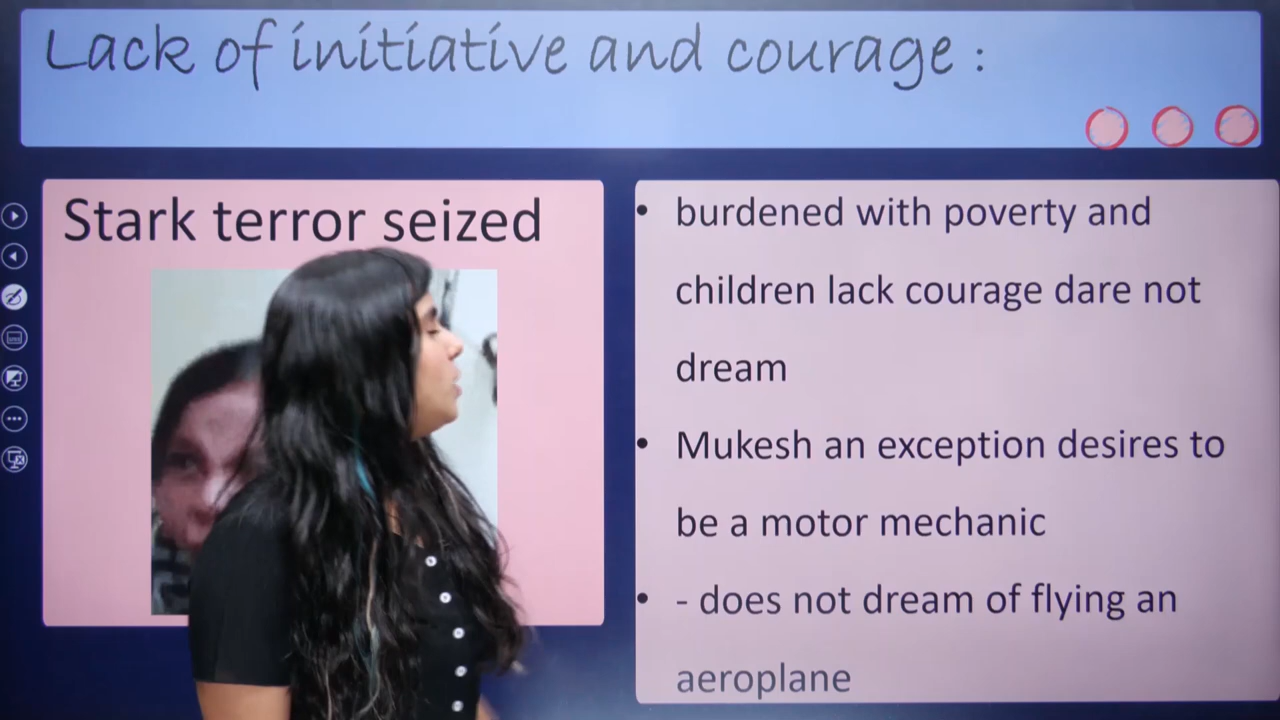 Lack of initiative and courage :
Stark terror seized
• burdened with poverty and
children lack courage dare not
dream
• Mukesh an exception desires to
be a motor mechanic
• - does not dream of flying an
aeroplane